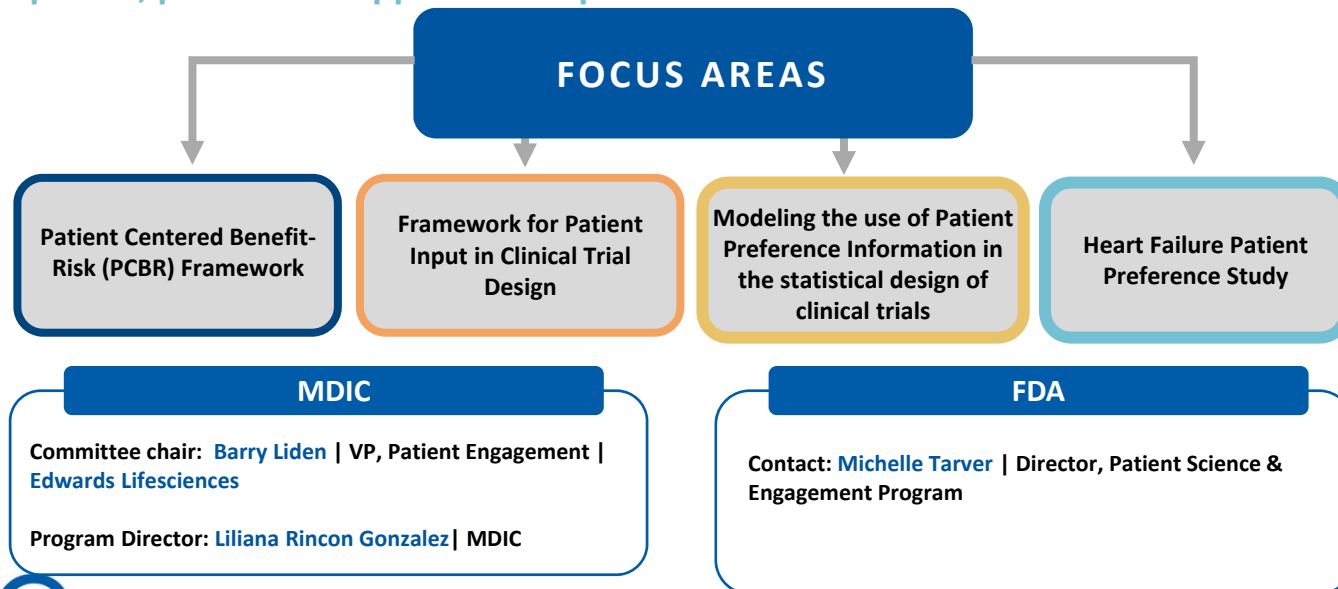 FOCUS AREAS
Patient Centered Benefit-
Risk (PCBR) Framework
Framework for Patient
Input in Clinical Trial
Design
Modeling the use of Patient
Preference Information in
the statistical design of
clinical trials
Heart Failure Patient
Preference Study
MDIC
Committee chair: Barry Liden | VP, Patient Engagement |
Edwards Lifesciences
Program Director: Liliana Rincon Gonzalez| MDIC
FDA
Contact: Michelle Tarver | Director, Patient Science &
Engagement Program